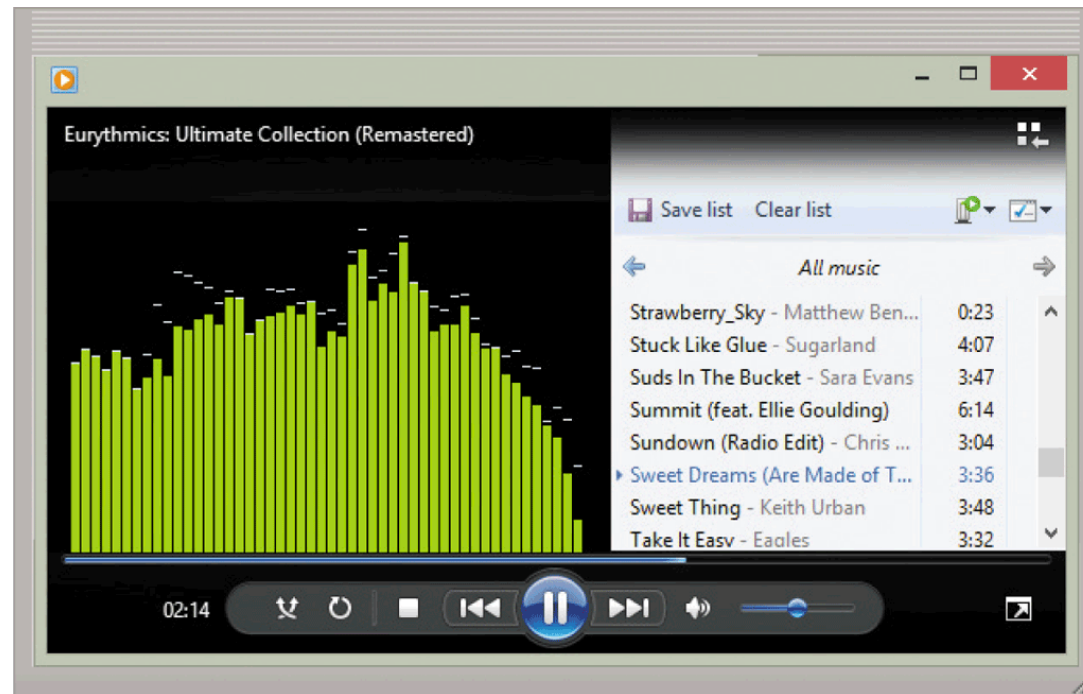 Eurythmics: Ultimate Collection (Remastered)
Save list Clear list
All music
Strawberry_Sky - Matthew Ben... 0:23
Stuck Like Glue - Sugarland 4:07
Suds In The Bucket - Sara Evans 3:47
Summit (feat. Ellie Goulding) 6:14
Sundown (Radio Edit) - Chris ... 3:04
Sweet Dreams (Are Made of T... 3:36
Sweet Thing - Keith Urban 3:48
Take It Easy - Eagles 3:32
02:14